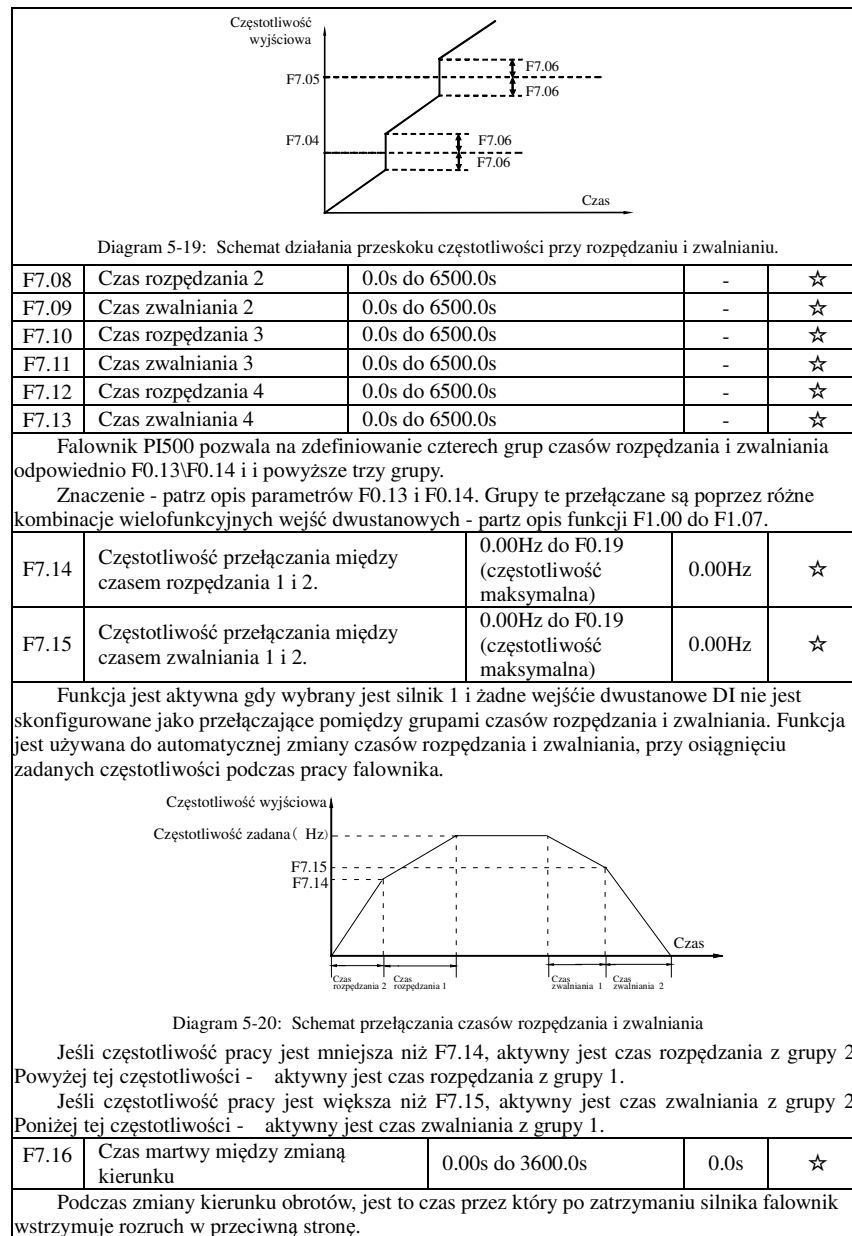 Częstotliwość
wyjściowa
F7.06
F7.05
F7.06
F7.04
F7.06
F7.06
Czas
Diagram 5-19: Schemat działania przeskoku częstotliwości przy rozpędzaniu i zwalnianiu.
F7.08 Czas rozpędzania 2 0.0s do 6500.0s - ☆
F7.09 Czas zwalniania 2 0.0s do 6500.0s - ☆
F7.10 Czas rozpędzania 3 0.0s do 6500.0s - ☆
F7.11 Czas zwalniania 3 0.0s do 6500.0s - ☆
F7.12 Czas rozpędzania 4 0.0s do 6500.0s - ☆
F7.13 Czas zwalniania 4 0.0s do 6500.0s - ☆
Falownik PI500 pozwala na zdefiniowanie czterech grup czasów rozpędzania i zwalniania
odpowiednio F0.13\F0.14 i i powyższe trzy grupy.
Znaczenie - patrz opis parametrów F0.13 i F0.14. Grupy te przełączane są poprzez różne
kombinacje wielofunkcyjnych wejść dwustanowych - partz opis funkcji F1.00 do F1.07.
F7.14 Częstotliwość przełączania między
czasem rozpędzania 1 i 2.
0.00Hz do F0.19
(częstotliwość
maksymalna)
0.00Hz ☆
F7.15 Częstotliwość przełączania między
czasem zwalniania 1 i 2.
0.00Hz do F0.19
(częstotliwość
maksymalna)
0.00Hz ☆
Funkcja jest aktywna gdy wybrany jest silnik 1 i żadne wejśćie dwustanowe DI nie jest
skonfigurowane jako przełączające pomiędzy grupami czasów rozpędzania i zwalniania. Funkcja
jest używana do automatycznej zmiany czasów rozpędzania i zwalniania, przy osiągnięciu
zadanych częstotliwości podczas pracy falownika.
Częstotliwość wyjściowa
Częstotliwość zadana( Hz)
F7.15
F7.14
Czas
Czas rozpędzania 2
Czas rozpędzania 1
Czas zwalniania 1
Czas zwalniania 2
Diagram 5-20: Schemat przełączania czasów rozpędzania i zwalniania
Jeśli częstotliwość pracy jest mniejsza niż F7.14, aktywny jest czas rozpędzania z grupy 2
Powyżej tej częstotliwości - aktywny jest czas rozpędzania z grupy 1.
Jeśli częstotliwość pracy jest większa niż F7.15, aktywny jest czas zwalniania z grupy 2
Poniżej tej częstotliwości - aktywny jest czas zwalniania z grupy 1.
F7.16 Czas martwy między zmianą
kierunku
0.00s do 3600.0s 0.0s ☆
Podczas zmiany kierunku obrotów, jest to czas przez który po zatrzymaniu silnika falownik
wstrzymuje rozruch w przeciwną stronę.